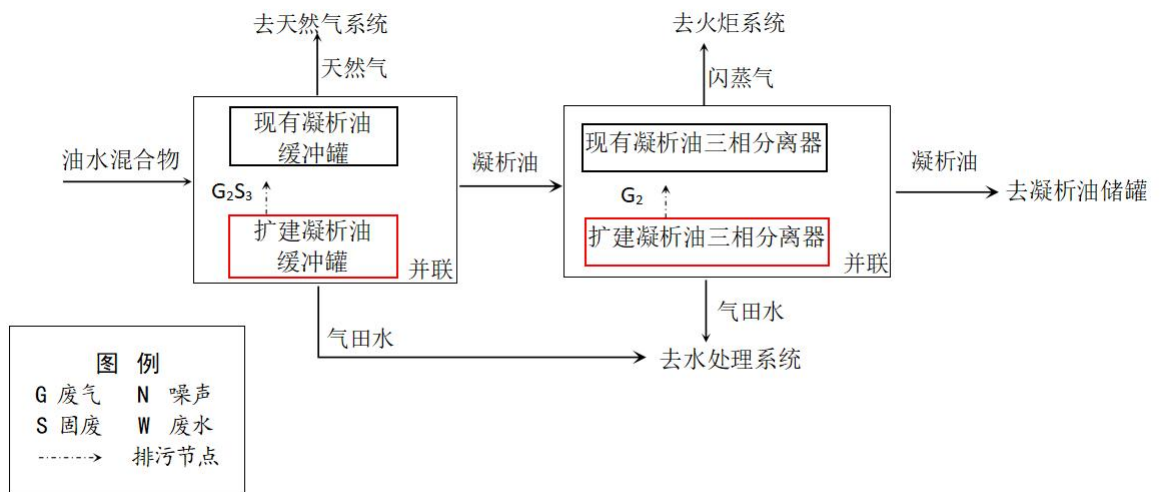 去天然气系统
去火炬系统
天然气
闪蒸气
现有凝析油
缓冲罐
现有凝析油三相分离器
油水混合物
凝析油
凝析油
G₂S₃
G₂
去凝析油储罐
扩建凝析油
缓冲罐
扩建凝析油三相分离器
并联
并联
气田水
气田水
去水处理系统
图 例
G 废气 N 噪声
S 固废 W 废水
排污节点